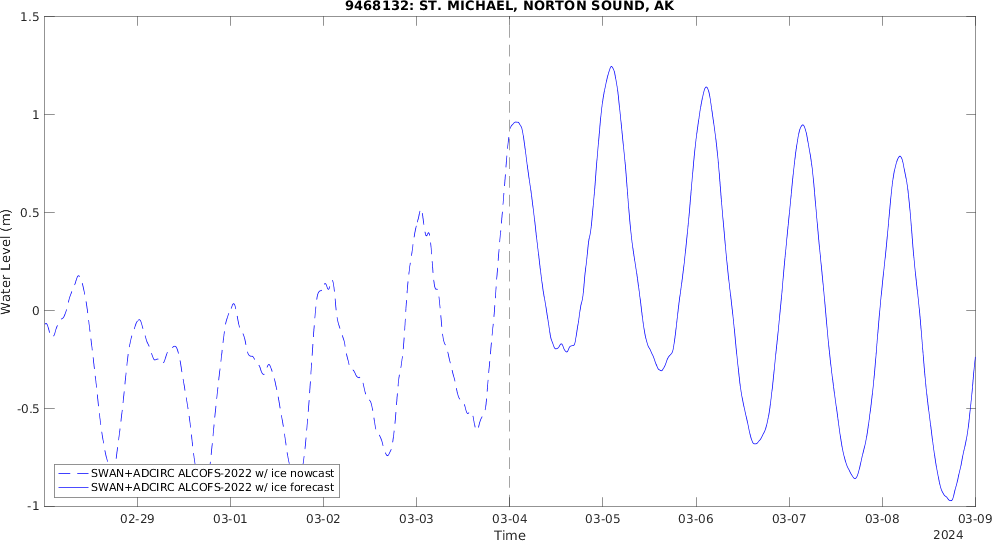 9468132: ST. MICHAEL, NORTON SOUND, AK
1.5
1
0.5
0
-0.5
-1
Water Level (m)
SWAN+ADCIRC ALCOFS-2022 w/ ice nowcast
SWAN+ADCIRC ALCOFS-2022 w/ ice forecast
02-29 03-01 03-02 03-03 03-04 03-05 03-06 03-07 03-08 03-09
Time
2024